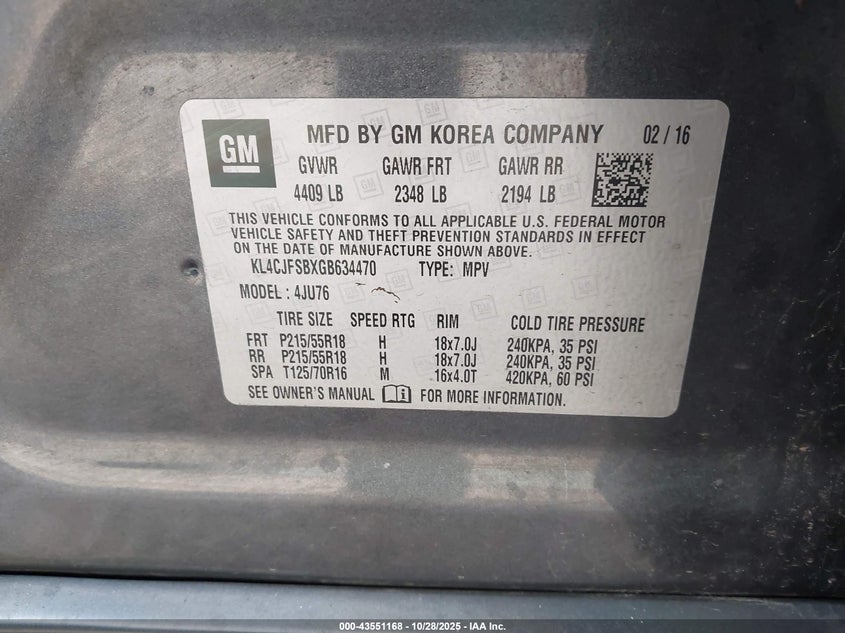 GM
MFD BY GM KOREA COMPANY 02 / 16
GVWR GAWR FRT GAWR RR
4409 LB 2348 LB 2194 LB
THIS VEHICLE CONFORMS TO ALL APPLICABLE U.S. FEDERAL MOTOR
VEHICLE SAFETY AND THEFT PREVENTION STANDARDS IN EFFECT
ON THE DATE OF MANUFACTURE SHOWN ABOVE.
KL4CJFSBXGB634470 TYPE: MPV
MODEL : 4JU76
TIRE SIZE SPEED RTG RIM COLD TIRE PRESSURE
FRT P215/55R18 H 18x7.0J 240KPA, 35 PSI
RR P215/55R18 H 18x7.0J 240KPA, 35 PSI
SPA T125/70R16 M 16x4.0T 420KPA, 60 PSI
SEE OWNER'S MANUAL FOR MORE INFORMATION.
000-43551168 | 10/28/2025 | IAA Inc.